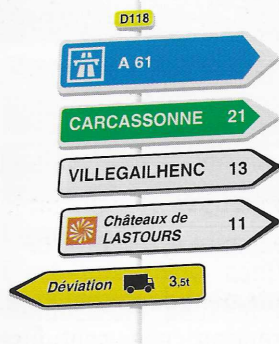 D118
A 61
CARCASSONNE 21
VILLEGAILHENC 13
Châteaux de
LASTOURS 11
Déviation 3,5t